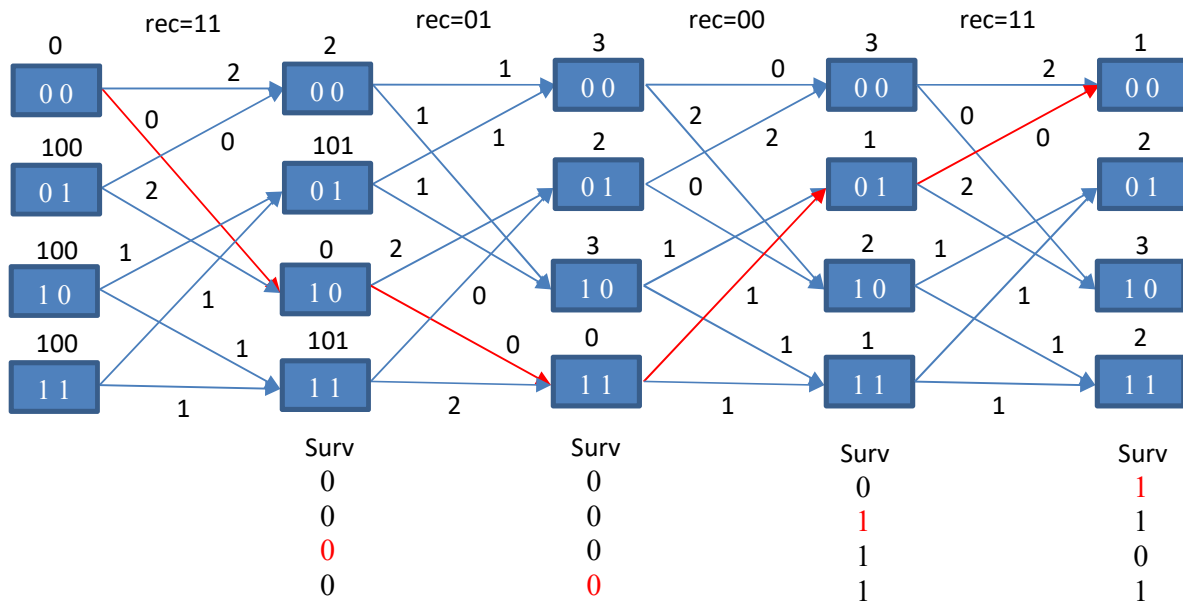 rec=11 rec=01 rec=00 rec=11
0 2 3 3 1
0 0 2 0 0 1 0 0 0 0 0 2 0 0
0 1 2 0
100 0 101 1 2 2 1 0 2
0 1 2 0 1 1 0 1 0 0 1 2 0 1
100 1 0 2 3 1 2 1 3
1 0 1 1 0 0 1 0 1 1 0 1 1 0
100 1 101 0 0 1 1 2
1 1 1 1 1 1 1 1 1 1
1 2 1 1
Surv Surv Surv Surv
0 0 0 1
0 0 1 1
0 0 1 0
0 0 1 1